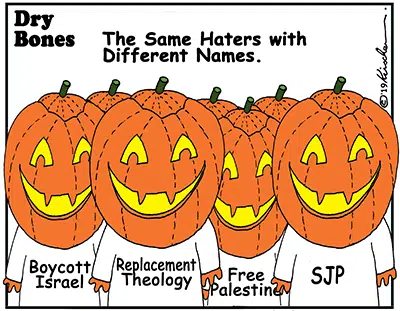 Dry
Bones
The Same Haters with
Different Names.
©'19 Kirschen
Boycott
Israel
Replacement
Theology
Free
Palestine
SJP